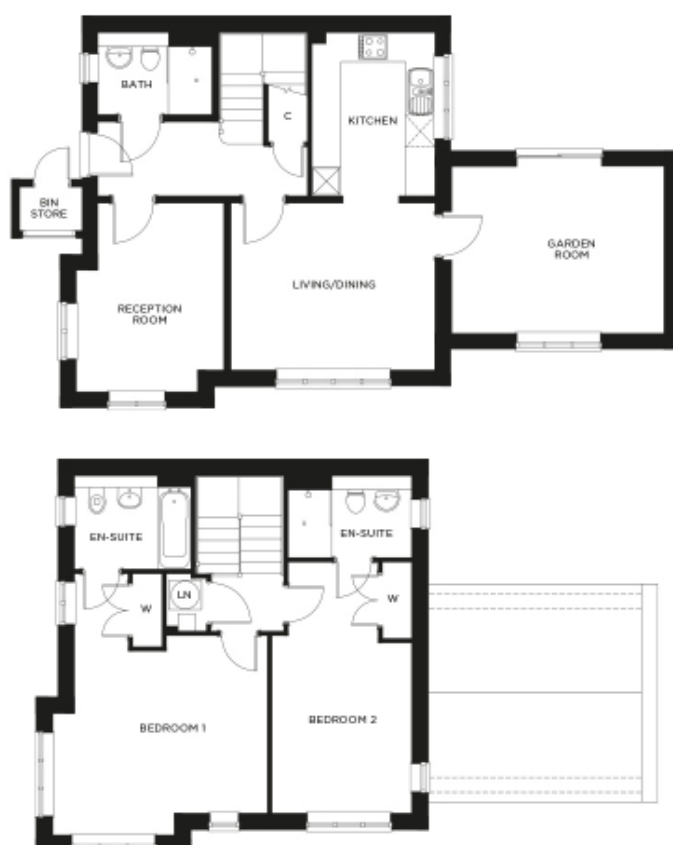 BATH
C
KITCHEN
BIN
STORE
GARDEN
ROOM
LIVING/DINING
RECEPTION
ROOM
EN-SUITE
EN-SUITE
LN
W
W
BEDROOM 1
BEDROOM 2